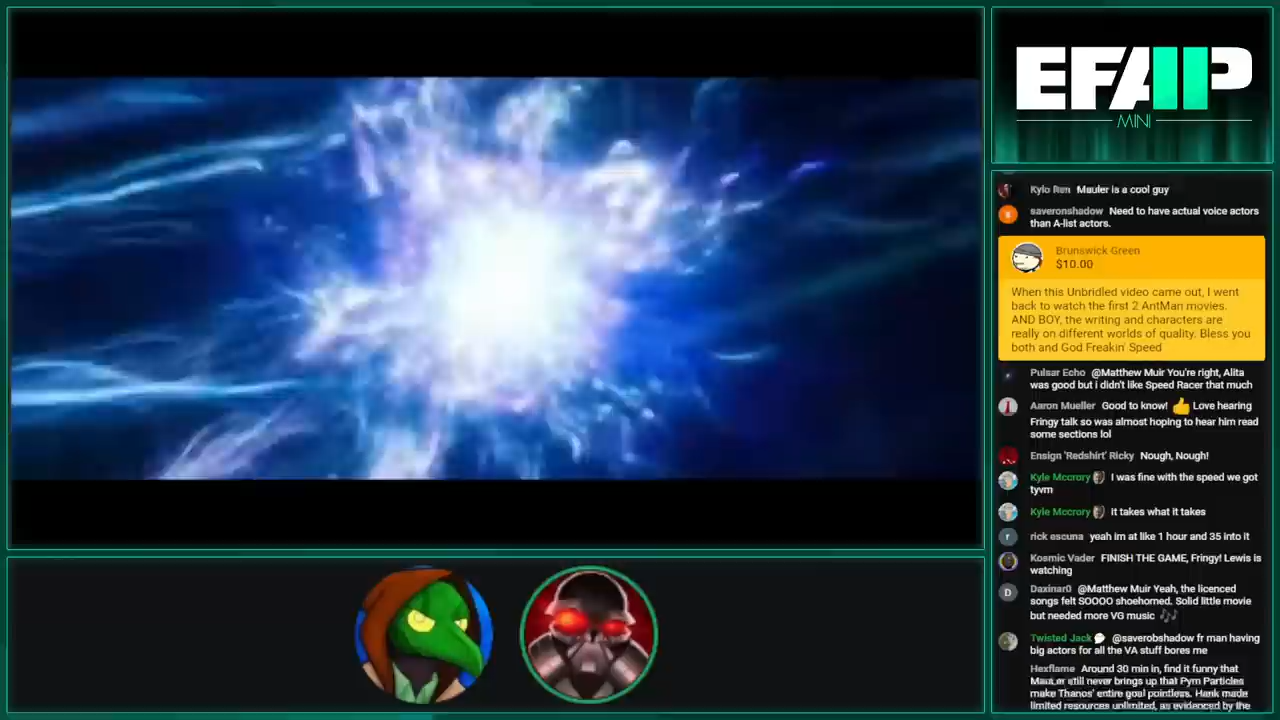 EFAP
MINI
Kylo Ren Mauler is a cool guy
saveronshadow Need to have actual voice actors
than A-list actors.
Brunswick Green
$10.00
When this Unbridled video came out, I went
back to watch the first 2 AntMan movies.
AND BOY, the writing and characters are
really on different worlds of quality. Bless you
both and God Freakin' Speed
Pulsar Echo @Matthew Muir You're right, Alita
was good but i didn't like Speed Racer that much
Aaron Mueller Good to know! 👍 Love hearing
Fringy talk so was almost hoping to hear him read
some sections lol
Ensign 'Redshirt' Ricky Nough, Nough!
Kyle Mccrory I was fine with the speed we got
tyvm
Kyle Mccrory It takes what it takes
r
rick escuna yeah im at like 1 hour and 35 into it
Kosmic Vader FINISH THE GAME, Fringy! Lewis is
watching
D
Daxinar0 @Matthew Muir Yeah, the licenced
songs felt SOOOO shoehorned. Solid little movie
but needed more VG music 🎶
Twisted Jack @saverobshadow fr man having
big actors for all the VA stuff bores me
Hexflame Around 30 min in, find it funny that
MauLer still never brings up that Pym Particles
make Thanos' entire goal pointless. Hank made
limited resources unlimited, as evidenced by the